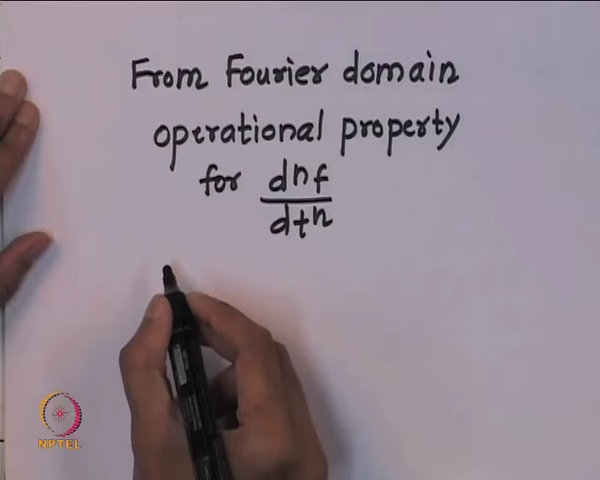 From Fourier domain
operational property
for dnf
dtn
NPTEL